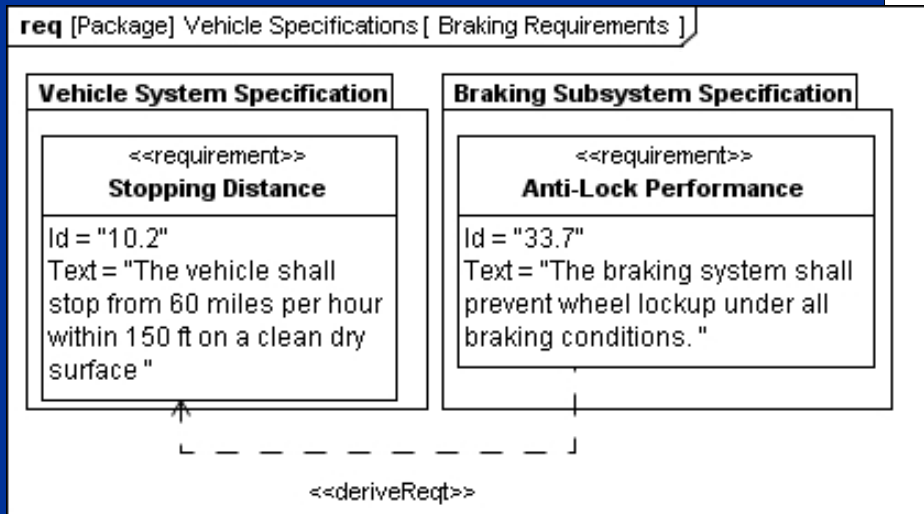 req [Package] Vehicle Specifications [ Braking Requirements ]
Vehicle System Specification
<<requirement>>
Stopping Distance
Id = "10.2"
Text = "The vehicle shall
stop from 60 miles per hour
within 150 ft on a clean dry
surface "
Braking Subsystem Specification
<<requirement>>
Anti-Lock Performance
Id = "33.7"
Text = "The braking system shall
prevent wheel lockup under all
braking conditions. "
<<deriveReqt>>